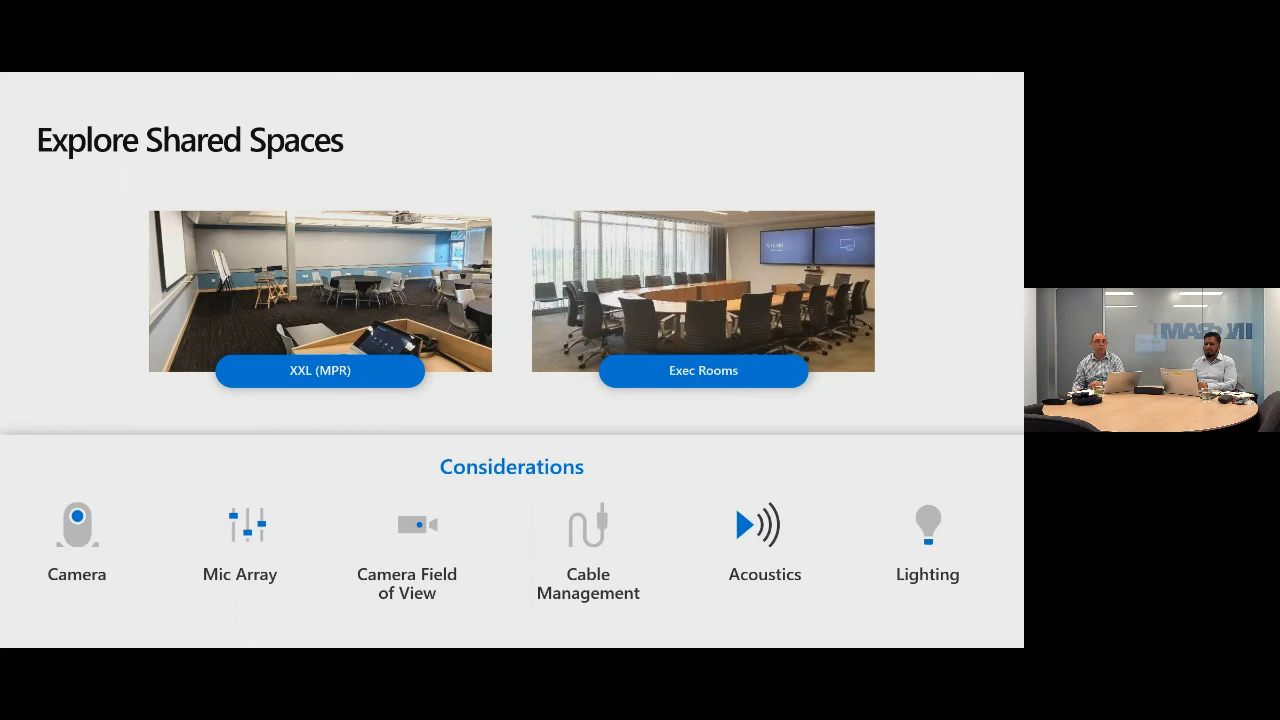 Explore Shared Spaces
XXL (MPR)
Exec Rooms
Considerations
Camera
Mic Array
Camera Field
of View
Cable
Management
Acoustics
Lighting